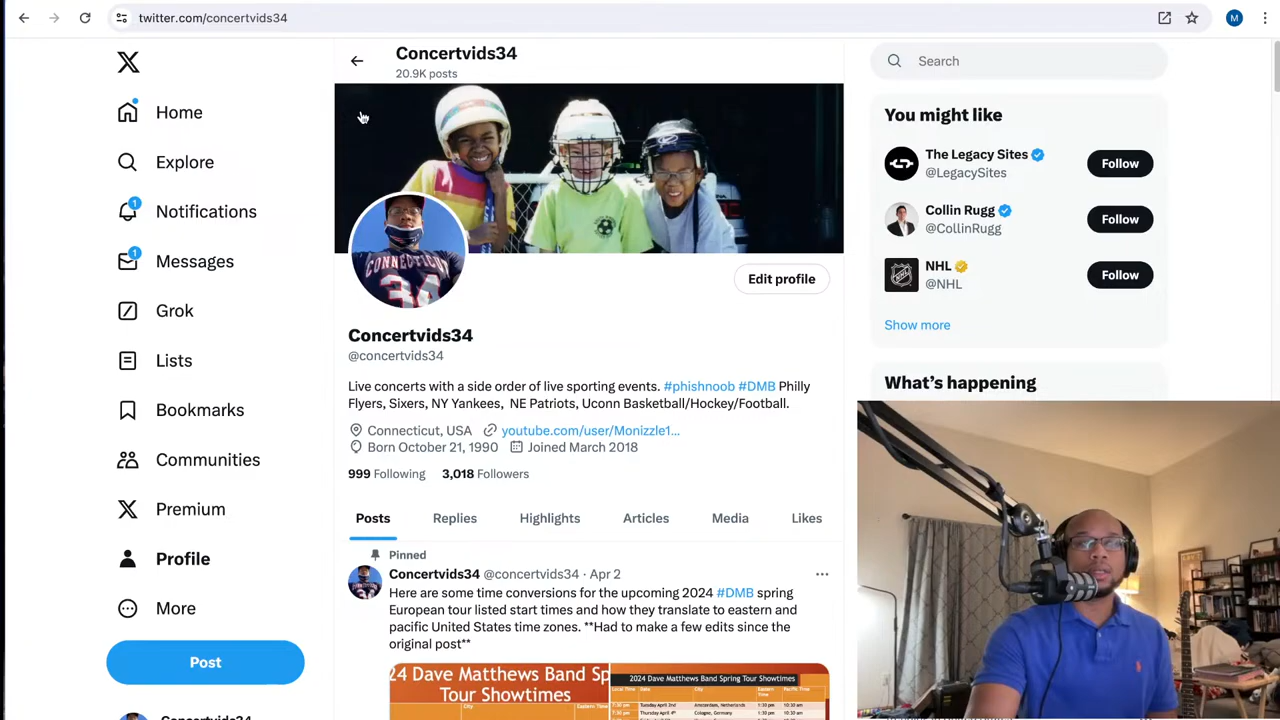 twitter.com/concertvids34
M
Concertvids34
20.9K posts
Search
Home
Explore
1
Notifications
1
Messages
Grok
Lists
Bookmarks
Communities
Premium
Profile
More
Post
CONNECTICUT
34
Edit profile
Concertvids34
@concertvids34
Live concerts with a side order of live sporting events. #phishnoob #DMB Philly
Flyers, Sixers, NY Yankees, NE Patriots, Uconn Basketball/Hockey/Football.
Connecticut, USA youtube.com/user/Monizzle1...
Born October 21, 1990 Joined March 2018
999 Following 3,018 Followers
Posts Replies Highlights Articles Media Likes
Pinned
Concertvids34 @concertvids34 · Apr 2
Here are some time conversions for the upcoming 2024 #DMB spring
European tour listed start times and how they translate to eastern and
pacific United States time zones. **Had to make a few edits since the
original post**
24 Dave Matthews Band Sp
Tour Showtimes
City
2024 Dave Matthews Band Spring Tour Showtimes
You might like
The Legacy Sites
@LegacySites
Follow
Collin Rugg
@CollinRugg
Follow
NHL
@NHL
Follow
Show more
What's happening